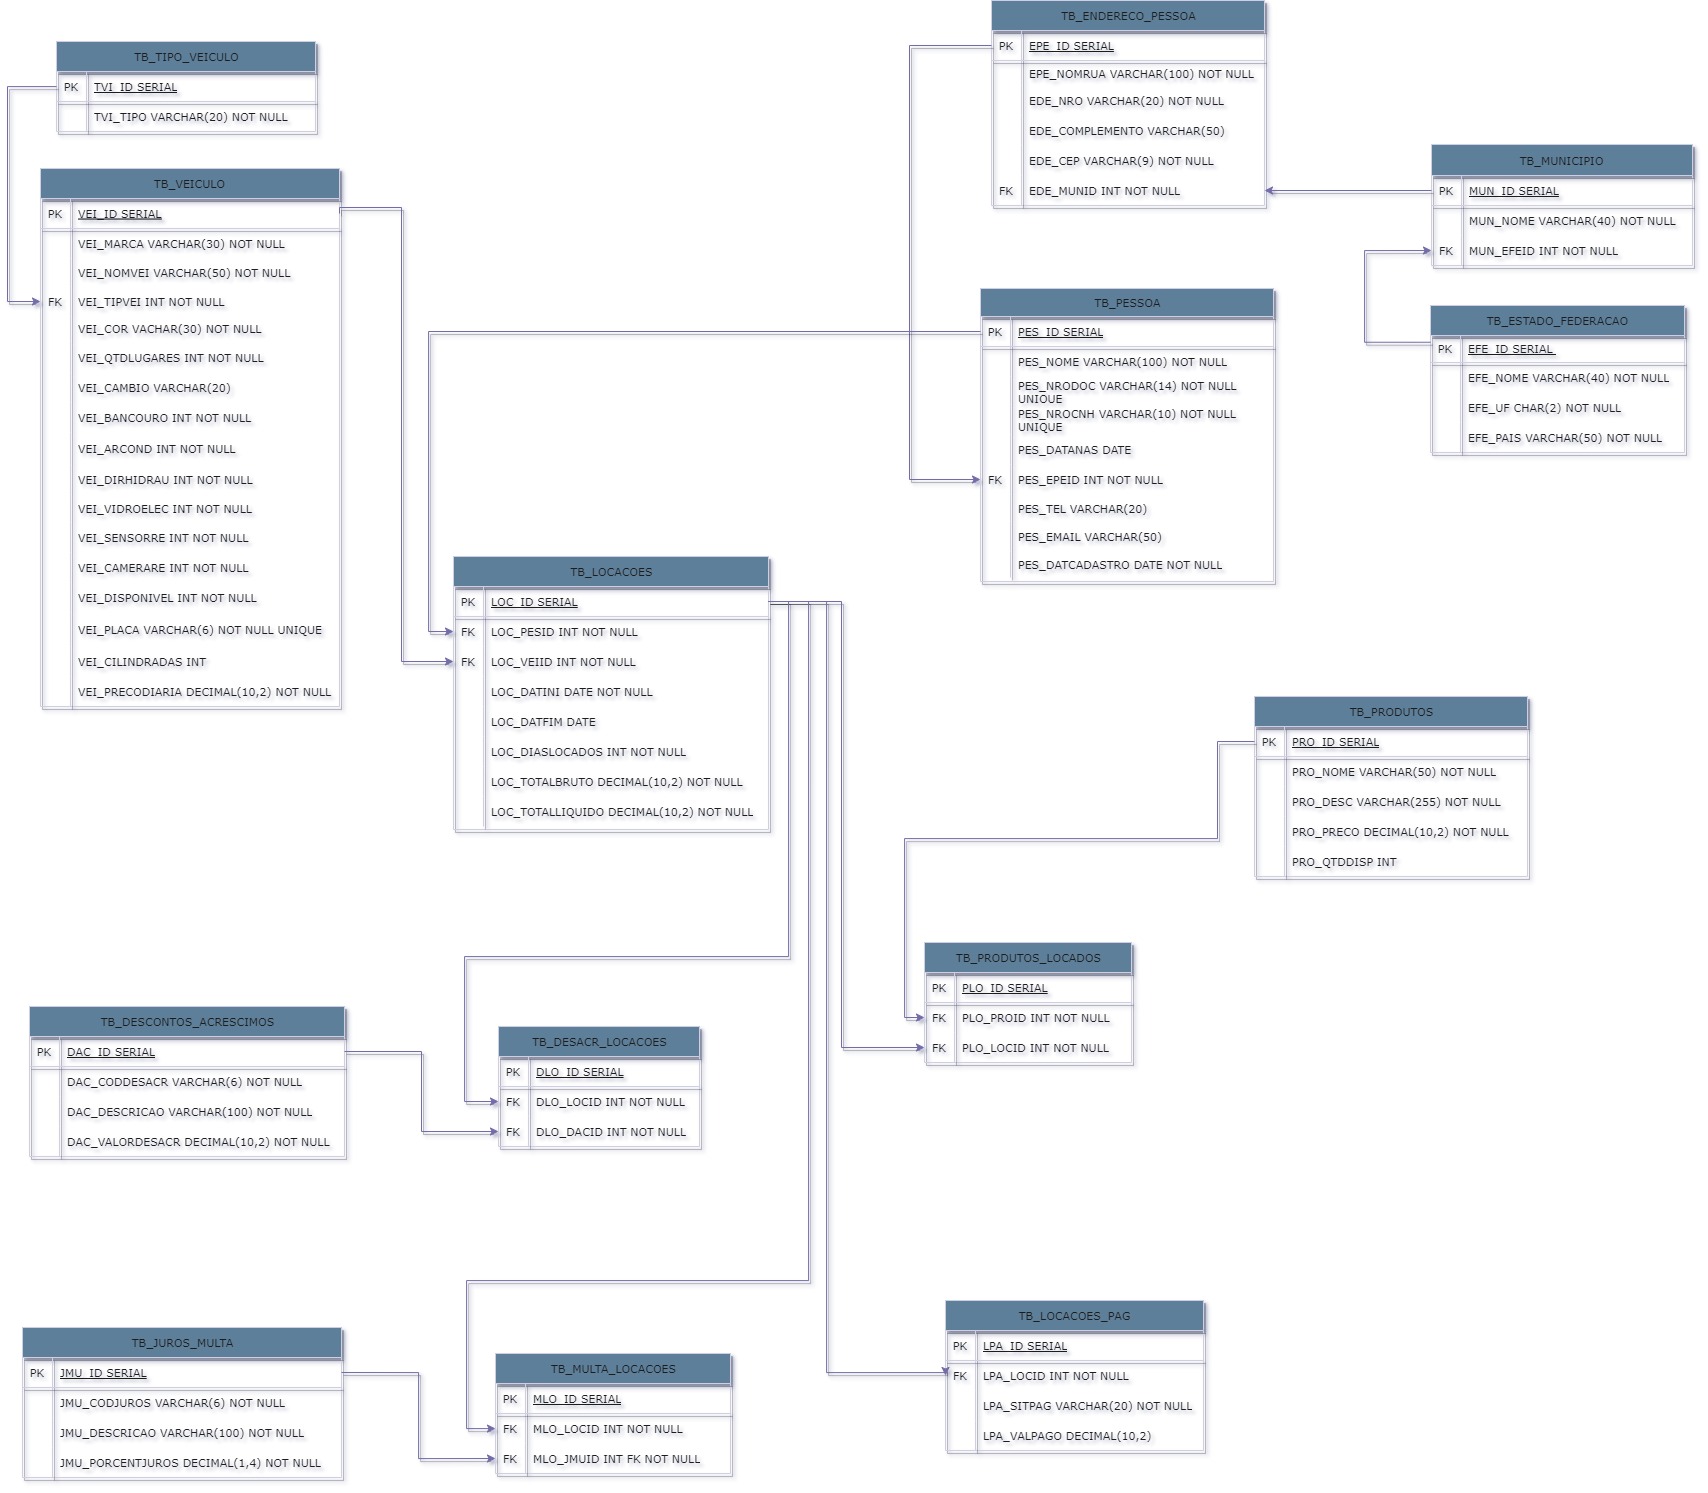 TB_TIPO_VEICULO
PK TVI_ID SERIAL
TVI_TIPO VARCHAR(20) NOT NULL
TB_VEICULO
PK VEI_ID SERIAL
VEI_MARCA VARCHAR(30) NOT NULL
VEI_NOMVEI VARCHAR(50) NOT NULL
FK VEI_TIPVEI INT NOT NULL
VEI_COR VACHAR(30) NOT NULL
VEI_QTDLUGARES INT NOT NULL
VEI_CAMBIO VARCHAR(20)
VEI_BANCOURO INT NOT NULL
VEI_ARCOND INT NOT NULL
VEI_DIRHIDRAU INT NOT NULL
VEI_VIDROELEC INT NOT NULL
VEI_SENSORRE INT NOT NULL
VEI_CAMERARE INT NOT NULL
VEI_DISPONIVEL INT NOT NULL
VEI_PLACA VARCHAR(6) NOT NULL UNIQUE
VEI_CILINDRADAS INT
VEI_PRECODIARIA DECIMAL(10,2) NOT NULL
TB_ENDERECO_PESSOA
PK EPE_ID SERIAL
EPE_NOMRUA VARCHAR(100) NOT NULL
EDE_NRO VARCHAR(20) NOT NULL
EDE_COMPLEMENTO VARCHAR(50)
EDE_CEP VARCHAR(9) NOT NULL
FK EDE_MUNID INT NOT NULL
TB_MUNICIPIO
PK MUN_ID SERIAL
MUN_NOME VARCHAR(40) NOT NULL
FK MUN_EFEID INT NOT NULL
TB_ESTADO_FEDERACAO
PK EFE_ID SERIAL
EFE_NOME VARCHAR(40) NOT NULL
EFE_UF CHAR(2) NOT NULL
EFE_PAIS VARCHAR(50) NOT NULL
TB_PESSOA
PK PES_ID SERIAL
PES_NOME VARCHAR(100) NOT NULL
PES_NRODOC VARCHAR(14) NOT NULL
UNIQUE
PES_NROCNH VARCHAR(10) NOT NULL
UNIQUE
PES_DATANAS DATE
FK PES_EPEID INT NOT NULL
PES_TEL VARCHAR(20)
PES_EMAIL VARCHAR(50)
PES_DATCADASTRO DATE NOT NULL
TB_LOCACOES
PK LOC_ID SERIAL
FK LOC_PESID INT NOT NULL
FK LOC_VEIID INT NOT NULL
LOC_DATINI DATE NOT NULL
LOC_DATFIM DATE
LOC_DIASLOCADOS INT NOT NULL
LOC_TOTALBRUTO DECIMAL(10,2) NOT NULL
LOC_TOTALLIQUIDO DECIMAL(10,2) NOT NULL
TB_PRODUTOS
PK PRO_ID SERIAL
PRO_NOME VARCHAR(50) NOT NULL
PRO_DESC VARCHAR(255) NOT NULL
PRO_PRECO DECIMAL(10,2) NOT NULL
PRO_QTDDISP INT
TB_PRODUTOS_LOCADOS
PK PLO_ID SERIAL
FK PLO_PROID INT NOT NULL
FK PLO_LOCID INT NOT NULL
TB_DESCONTOS_ACRESCIMOS
PK DAC_ID SERIAL
DAC_CODDESACR VARCHAR(6) NOT NULL
DAC_DESCRICAO VARCHAR(100) NOT NULL
DAC_VALORDESACR DECIMAL(10,2) NOT NULL
TB_DESACR_LOCACOES
PK DLO_ID SERIAL
FK DLO_LOCID INT NOT NULL
FK DLO_DACID INT NOT NULL
TB_JUROS_MULTA
PK JMU_ID SERIAL
JMU_CODJUROS VARCHAR(6) NOT NULL
JMU_DESCRICAO VARCHAR(100) NOT NULL
JMU_PORCENTJUROS DECIMAL(1,4) NOT NULL
TB_MULTA_LOCACOES
PK MLO_ID SERIAL
FK MLO_LOCID INT NOT NULL
FK MLO_JMUID INT FK NOT NULL
TB_LOCACOES_PAG
PK LPA_ID SERIAL
FK LPA_LOCID INT NOT NULL
LPA_SITPAG VARCHAR(20) NOT NULL
LPA_VALPAGO DECIMAL(10,2)